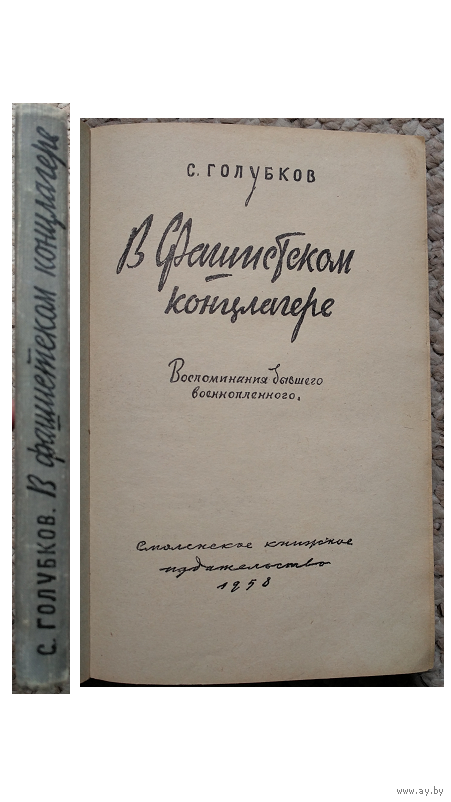 С. ГОЛУБКОВ. В фашистском концлагере
С. ГОЛУБКОВ
В Фашистском
концлагере
Воспоминания бывшего
военнопленного.
Смоленское книжное
издательство
1958
www.ay.by